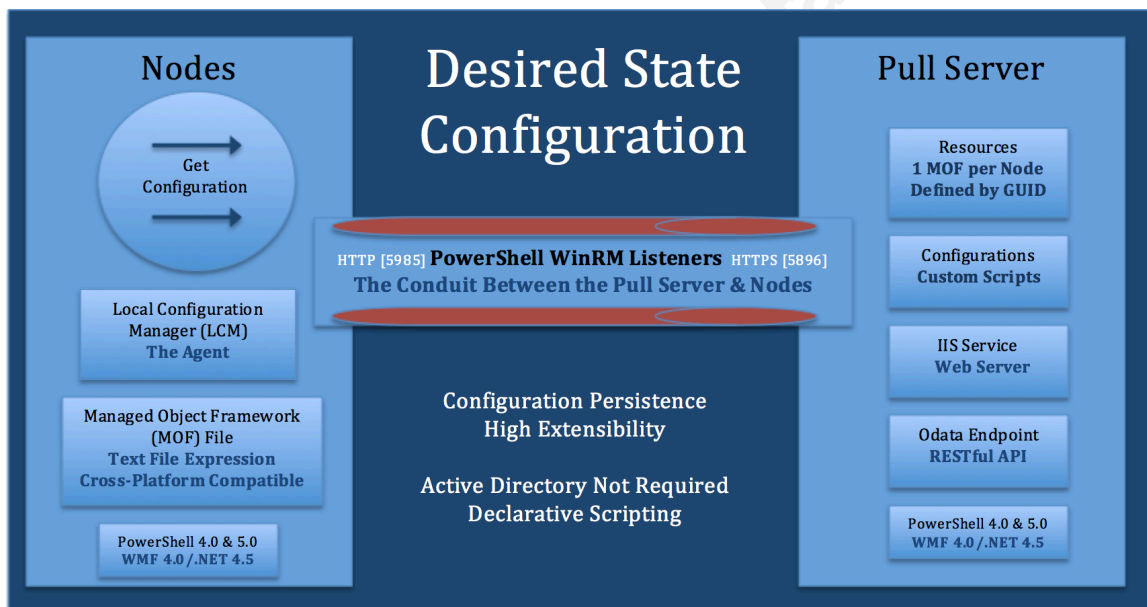 Nodes
Get
Configuration
Local Configuration
Manager (LCM)
The Agent
Managed Object Framework
(MOF) File
Text File Expression
Cross-Platform Compatible
PowerShell 4.0 & 5.0
WMF 4.0/.NET 4.5
Desired State
Configuration
HTTP [5985] PowerShell WinRM Listeners HTTPS [5896]
The Conduit Between the Pull Server & Nodes
Configuration Persistence
High Extensibility
Active Directory Not Required
Declarative Scripting
Pull Server
Resources
1 MOF per Node
Defined by GUID
Configurations
Custom Scripts
IIS Service
Web Server
Odata Endpoint
RESTful API
PowerShell 4.0 & 5.0
WMF 4.0/.NET 4.5